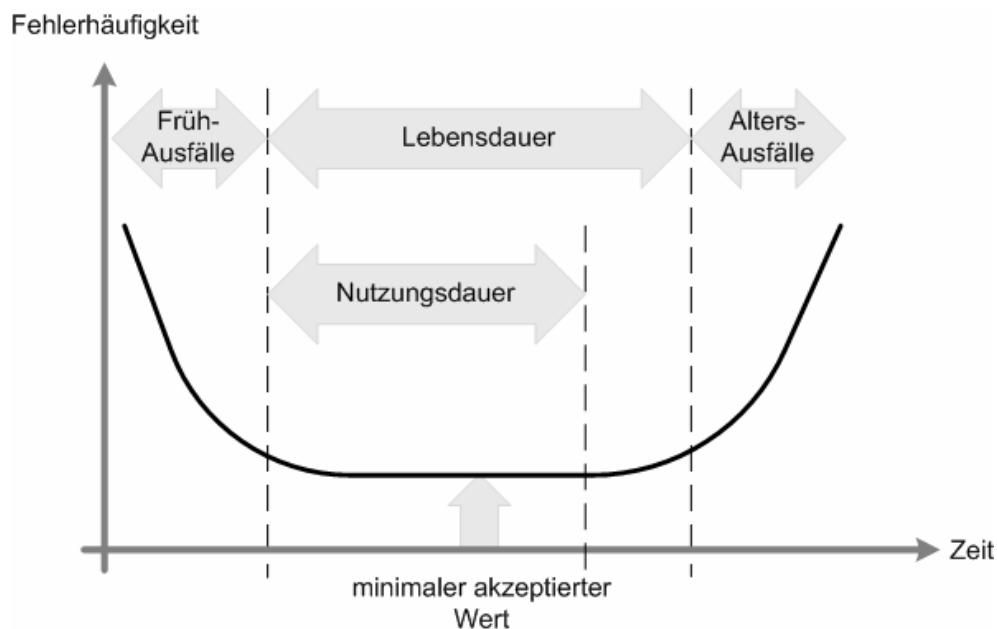 Fehlerhäufigkeit
Früh-
Ausfälle
Lebensdauer
Alters-
Ausfälle
Nutzungsdauer
Zeit
minimaler akzeptierter
Wert